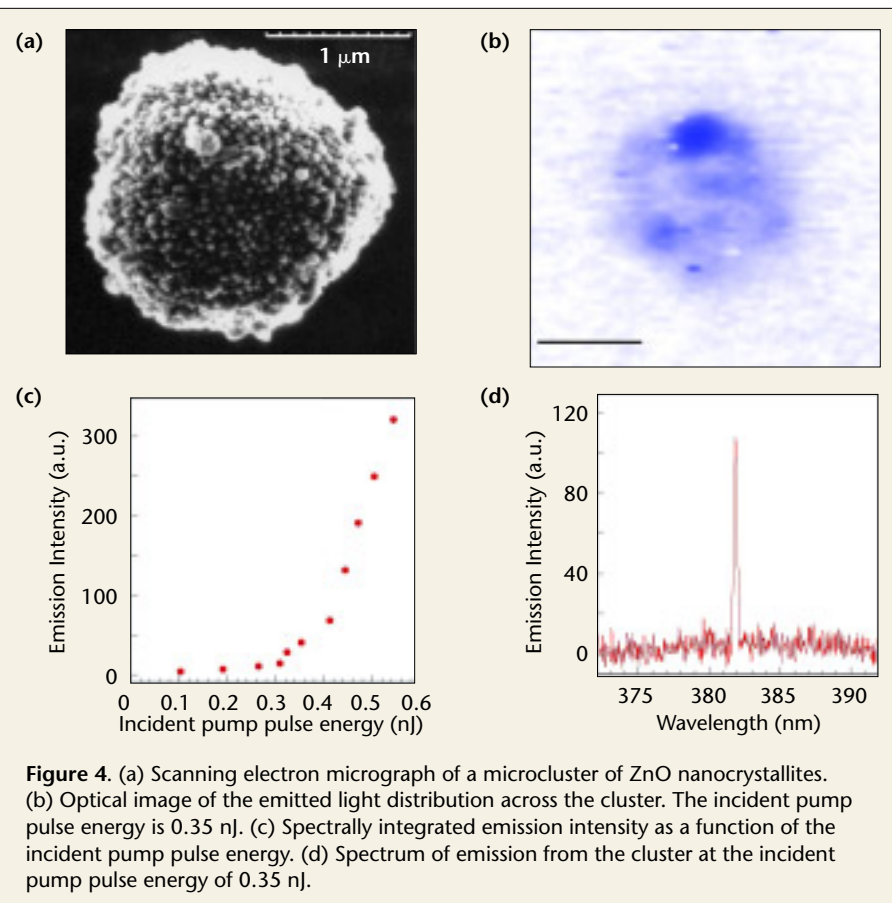 (a)
1 μm
(b)
(c)
Emission Intensity (a.u.)
300
200
100
0
0 0.1 0.2 0.3 0.4 0.5 0.6
Incident pump pulse energy (nJ)
(d)
Emission Intensity (a.u.)
120
80
40
0
375 380 385 390
Wavelength (nm)
Figure 4. (a) Scanning electron micrograph of a microcluster of ZnO nanocrystallites.
(b) Optical image of the emitted light distribution across the cluster. The incident pump
pulse energy is 0.35 nJ. (c) Spectrally integrated emission intensity as a function of the
incident pump pulse energy. (d) Spectrum of emission from the cluster at the incident
pump pulse energy of 0.35 nJ.